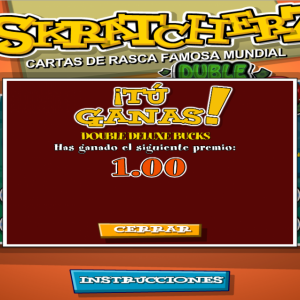 SKRATCHERZ
CARTAS DE RASCA FAMOSA MUNDIAL
DUBLE
¡TÚ
GANAS!
DOUBLE DELUXE BUCKS
Has ganado el siguiente premio:
1.00
CERRAR
INSTRUCCIONES